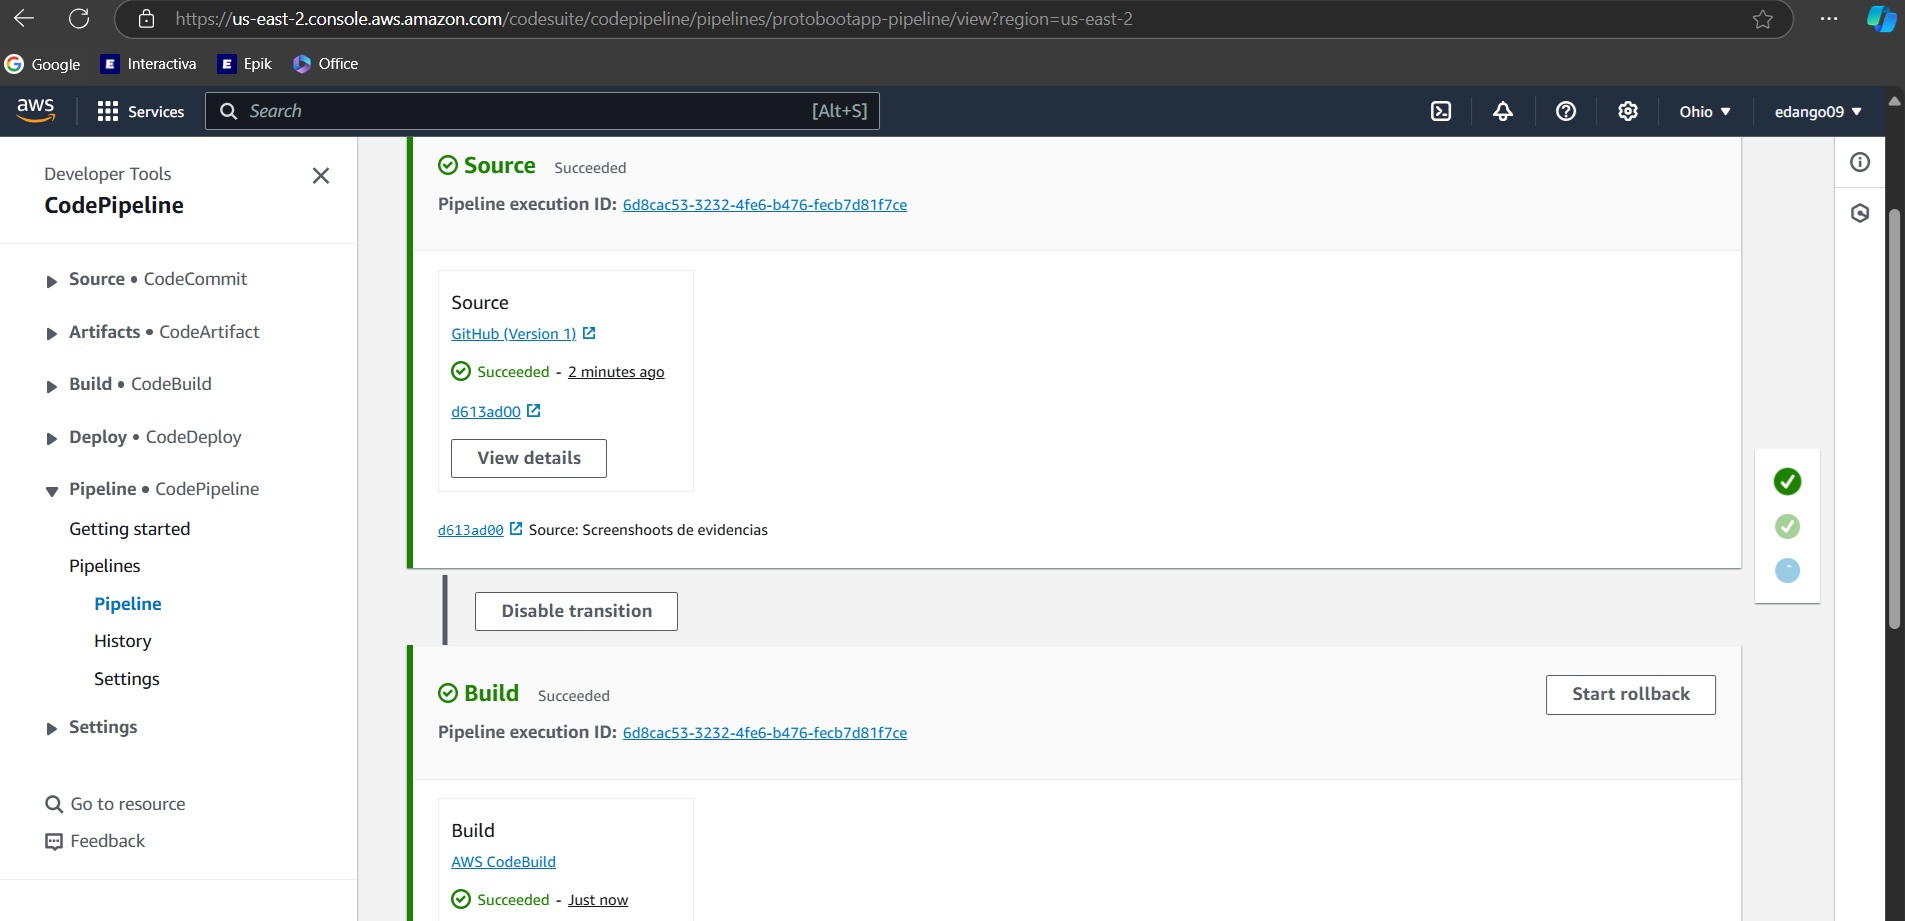 https://us-east-2.console.aws.amazon.com/codesuite/codepipeline/pipelines/protobootapp-pipeline/view?region=us-east-2
Google
E Interactiva
E Epik
Office
aws
Services
Search
[Alt+S]
Ohio
edango09
Developer Tools
CodePipeline
Source • CodeCommit
Artifacts • CodeArtifact
Build • CodeBuild
Deploy • CodeDeploy
Pipeline • CodePipeline
Getting started
Pipelines
Pipeline
History
Settings
Settings
Go to resource
Feedback
Source Succeeded
Pipeline execution ID: 6d8cac53-3232-4fe6-b476-fecb7d81f7ce
Source
GitHub (Version 1)
Succeeded - 2 minutes ago
d613ad00
View details
d613ad00 Source: Screenshoots de evidencias
Disable transition
Build Succeeded
Start rollback
Pipeline execution ID: 6d8cac53-3232-4fe6-b476-fecb7d81f7ce
Build
AWS CodeBuild
Succeeded - Just now